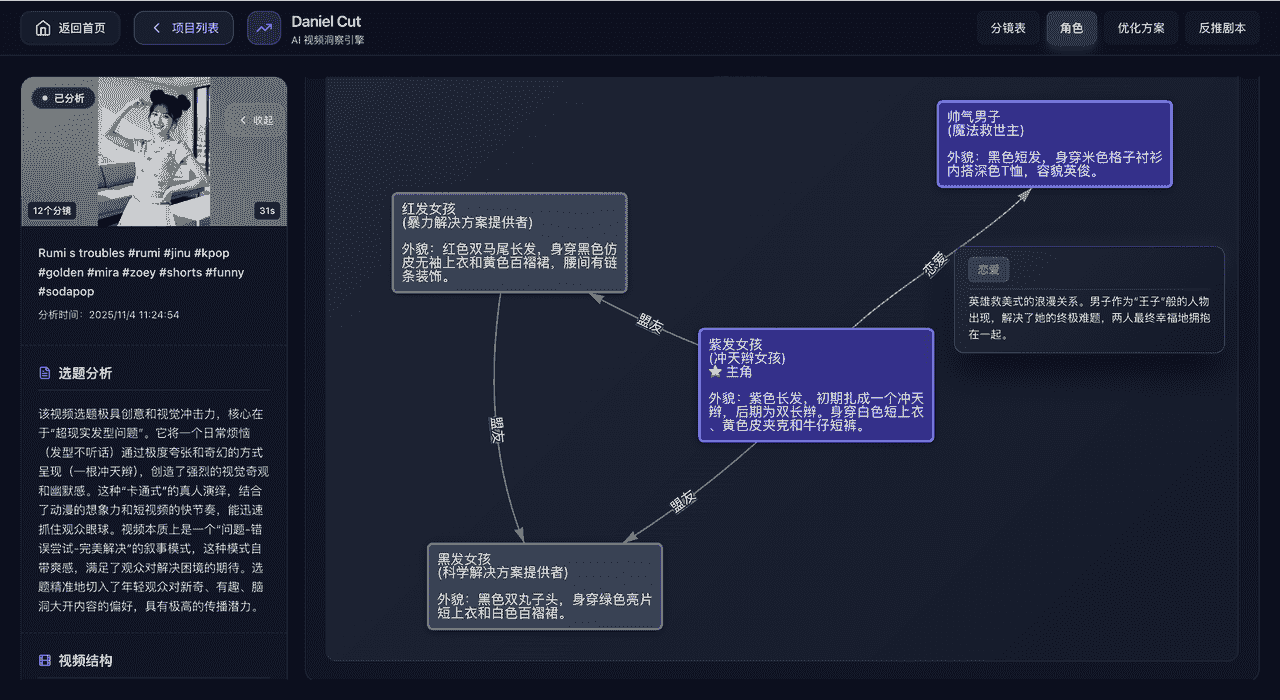 返回首页
项目列表
Daniel Cut
AI 视频洞察引擎
分镜表
角色
优化方案
反推剧本
已分析
收起
12个分镜
31s
Rumi s troubles #rumi #jinu #kpop
#golden #mira #zoey #shorts #funny
#sodapop
分析时间：2025/11/4 11:24:54
选题分析
该视频选题极具创意和视觉冲击力，核心在
于“超现实发型问题”。它将一个日常烦恼
（发型不听话）通过极度夸张和奇幻的方式
呈现（一根冲天辫），创造了强烈的视觉奇观
和幽默感。这种“卡通式”的真人演绎，结合
了动漫的想象力和短视频的快节奏，能迅速
抓住观众眼球。视频本质上是一个“问题-错
误尝试-完美解决”的叙事模式，这种模式自
带爽感，满足了观众对解决困境的期待。选
题精准地切入了年轻观众对新奇、有趣、脑
洞大开内容的偏好，具有极高的传播潜力。
视频结构
帅气男子
(魔法救世主)
外貌：黑色短发，身穿米色格子衬衫
内搭深色T恤，容貌英俊。
红发女孩
(暴力解决方案提供者)
外貌：红色双马尾长发，身穿黑色仿
皮无袖上衣和黄色百褶裙，腰间有链
条装饰。
恋爱
恋爱
英雄救美式的浪漫关系。男子作为“王子”般的人物
出现，解决了她的终极难题，两人最终幸福地拥抱
在一起。
盟友
紫发女孩
(冲天辫女孩)
★ 主角
外貌：紫色长发，初期扎成一个冲天
辫，后期为双长辫。身穿白色短上衣
、黄色皮夹克和牛仔短裤。
盟友
盟友
黑发女孩
(科学解决方案提供者)
外貌：黑色双丸子头，身穿绿色亮片
短上衣和白色百褶裙。